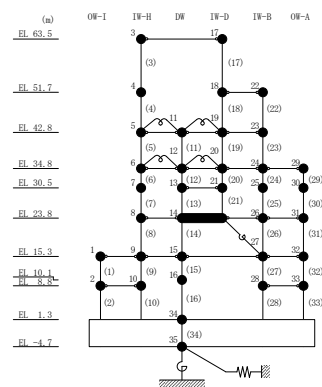 (m) OW-I IW-H DW IW-D IW-B OW-A
EL 63.5 3 17
(3) (17)
EL 51.7 4 18 22
(4) (18) (22)
11 19
EL 42.8 5 23
(5) (11) (19) (23)
12 20
EL 34.8 6 24 29
(6) (12) (20) (24) (29)
EL 30.5 7 13 21 25 30
(7) (13) (21) (25) (30)
EL 23.8 8 14 26 31
(8) (14) (26) (31)
27
EL 15.3 1 9 15 32
(1) (9) (15) (27) (32)
EL 10.1 16
EL 8.8 2 10 28 33
(2) (10) (16) (28) (33)
EL 1.3 34
(34)
EL -4.7 35